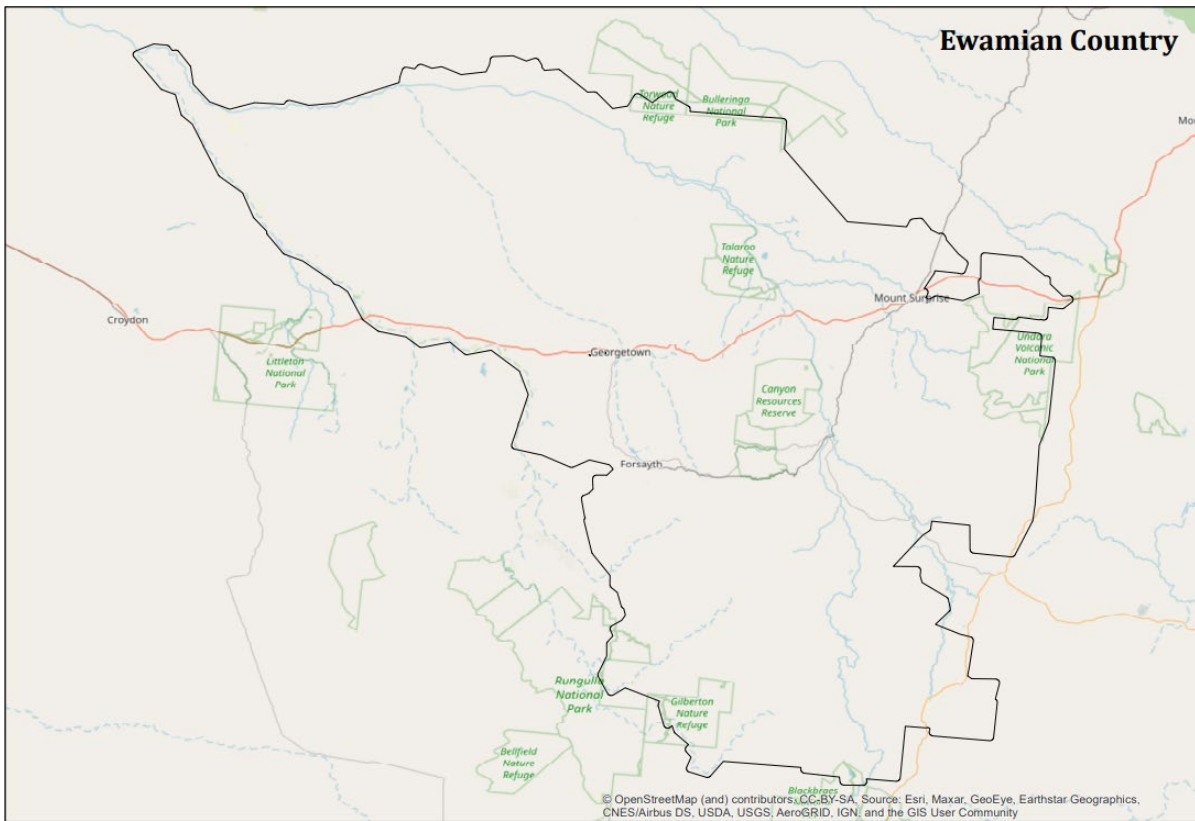 Ewamian Country
Torwood
Nature
Refuge
Bulleringa
National
Park
Talaroo
Nature
Refuge
Mount Surprise
Croydon
Undara
Volcanic
National
Park
Georgetown
Littleton
National
Park
Canyon
Resources
Reserve
Forsayth
Rungulla
National
Park
Gilberton
Nature
Refuge
Bellfield
Nature
Refuge
Blackbraes
© OpenStreetMap (and) contributors, CC-BY-SA, Source: Esri, Maxar, GeoEye, Earthstar Geographics,
CNES/Airbus DS, USDA, USGS, AeroGRID, IGN, and the GIS User Community